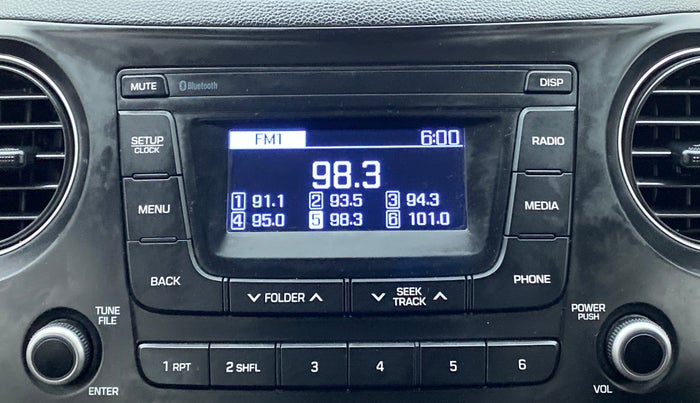 MUTE
Bluetooth
DISP
SETUP
CLOCK
FM1 6:00
RADIO
98.3
1 91.1 2 93.5 3 94.3
4 95.0 5 98.3 6 101.0
MENU
MEDIA
BACK
PHONE
FOLDER
SEEK
TRACK
TUNE
FILE
POWER
PUSH
1 RPT 2 SHFL 3 4 5 6
ENTER
VOL